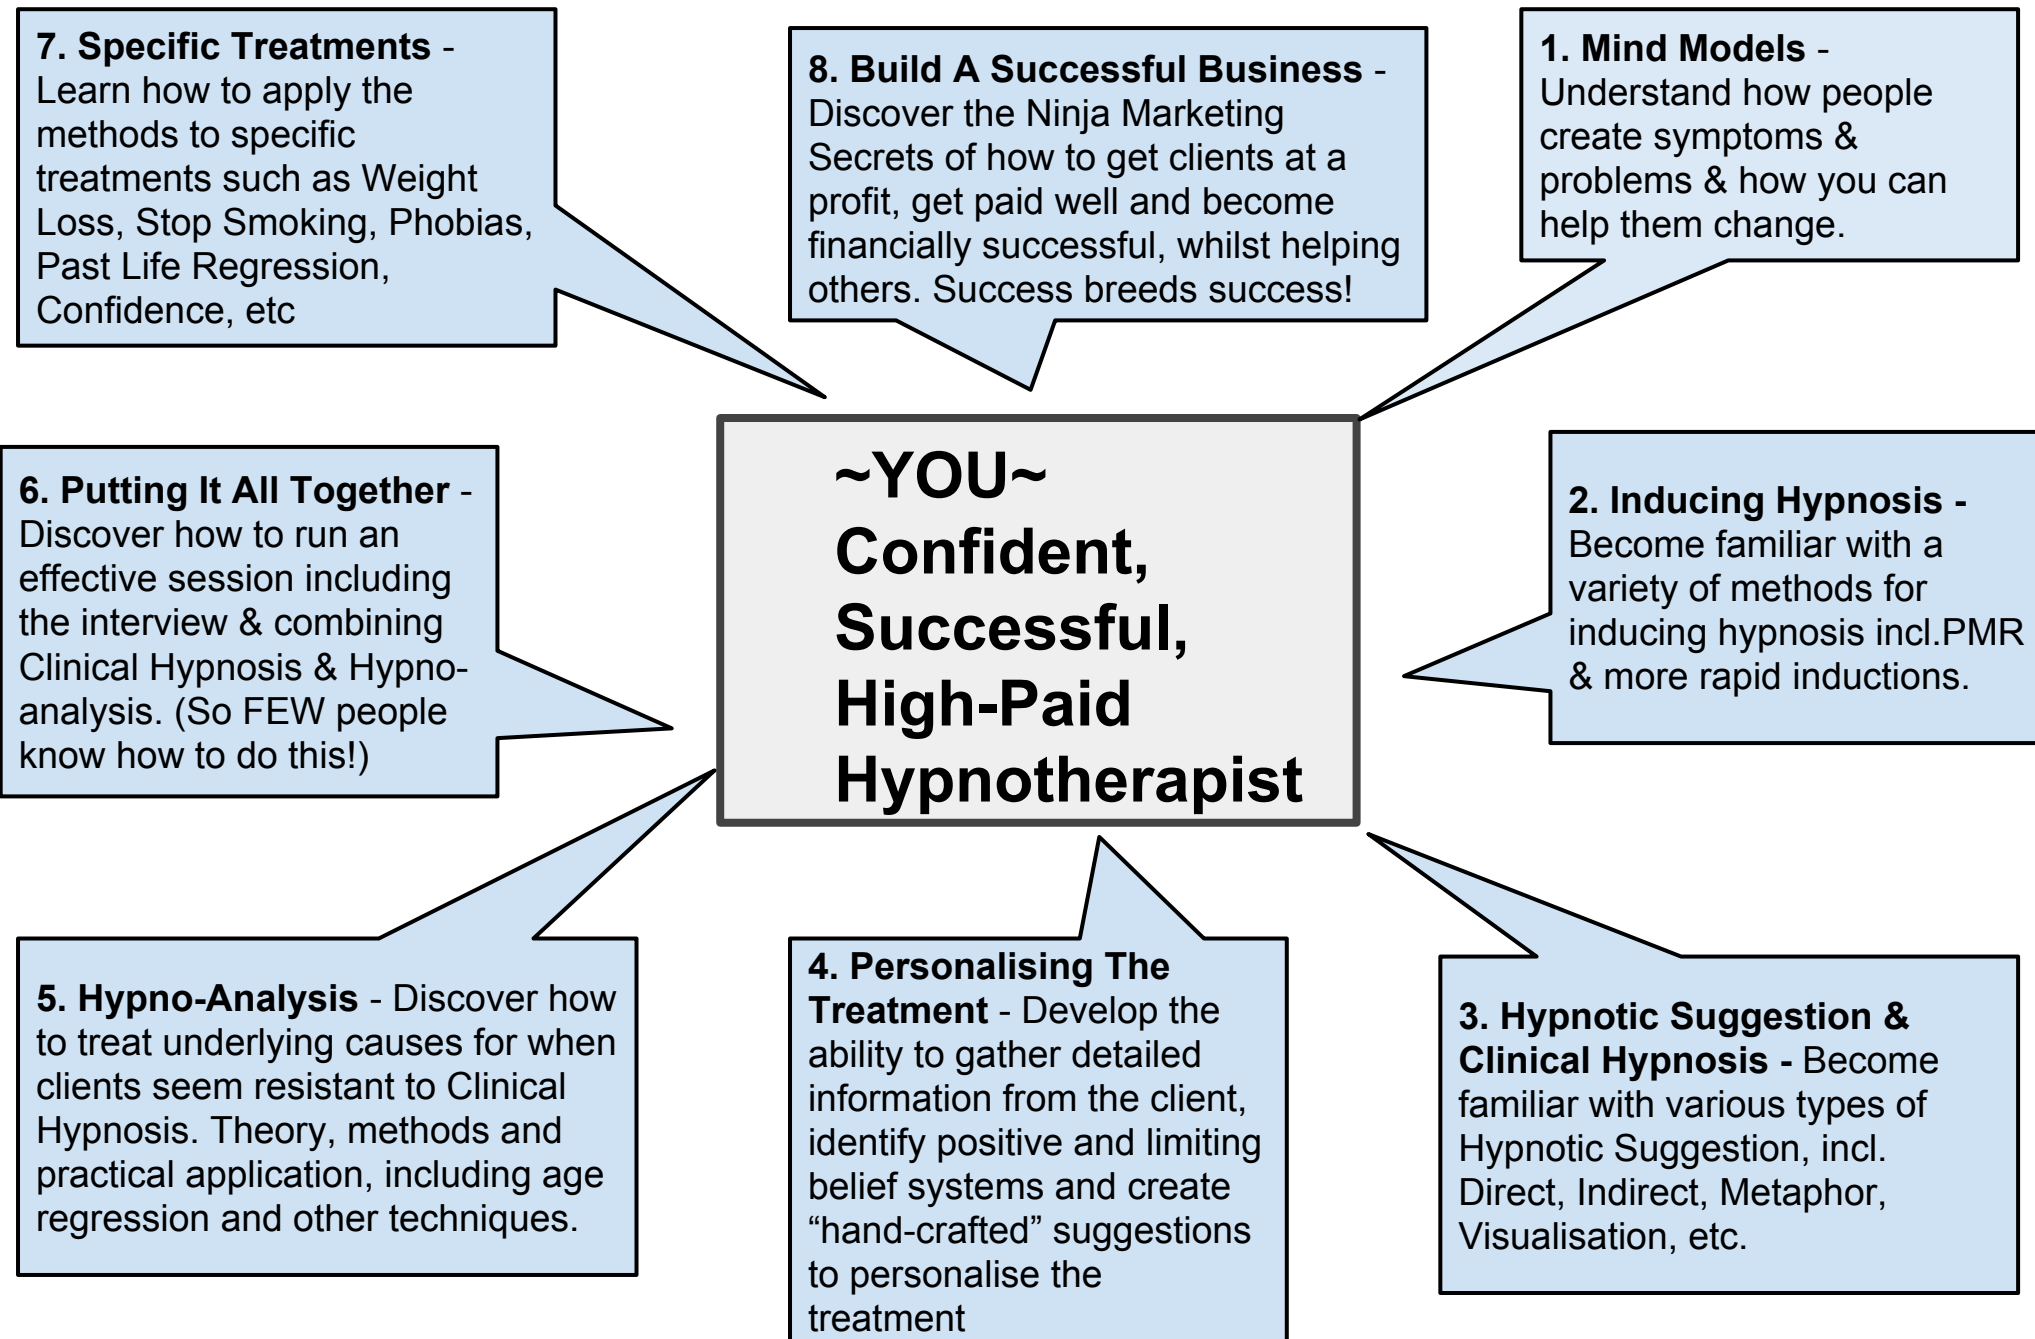 7. Specific Treatments -
Learn how to apply the
methods to specific
treatments such as Weight
Loss, Stop Smoking, Phobias,
Past Life Regression,
Confidence, etc
8. Build A Successful Business -
Discover the Ninja Marketing
Secrets of how to get clients at a
profit, get paid well and become
financially successful, whilst helping
others. Success breeds success!
1. Mind Models -
Understand how people
create symptoms &
problems & how you can
help them change.
6. Putting It All Together -
Discover how to run an
effective session including
the interview & combining
Clinical Hypnosis & Hypno-
analysis. (So FEW people
know how to do this!)
~YOU~
Confident,
Successful,
High-Paid
Hypnotherapist
2. Inducing Hypnosis -
Become familiar with a
variety of methods for
inducing hypnosis incl.PMR
& more rapid inductions.
5. Hypno-Analysis - Discover how
to treat underlying causes for when
clients seem resistant to Clinical
Hypnosis. Theory, methods and
practical application, including age
regression and other techniques.
4. Personalising The
Treatment - Develop the
ability to gather detailed
information from the client,
identify positive and limiting
belief systems and create
“hand-crafted” suggestions
to personalise the
treatment
3. Hypnotic Suggestion &
Clinical Hypnosis - Become
familiar with various types of
Hypnotic Suggestion, incl.
Direct, Indirect, Metaphor,
Visualisation, etc.